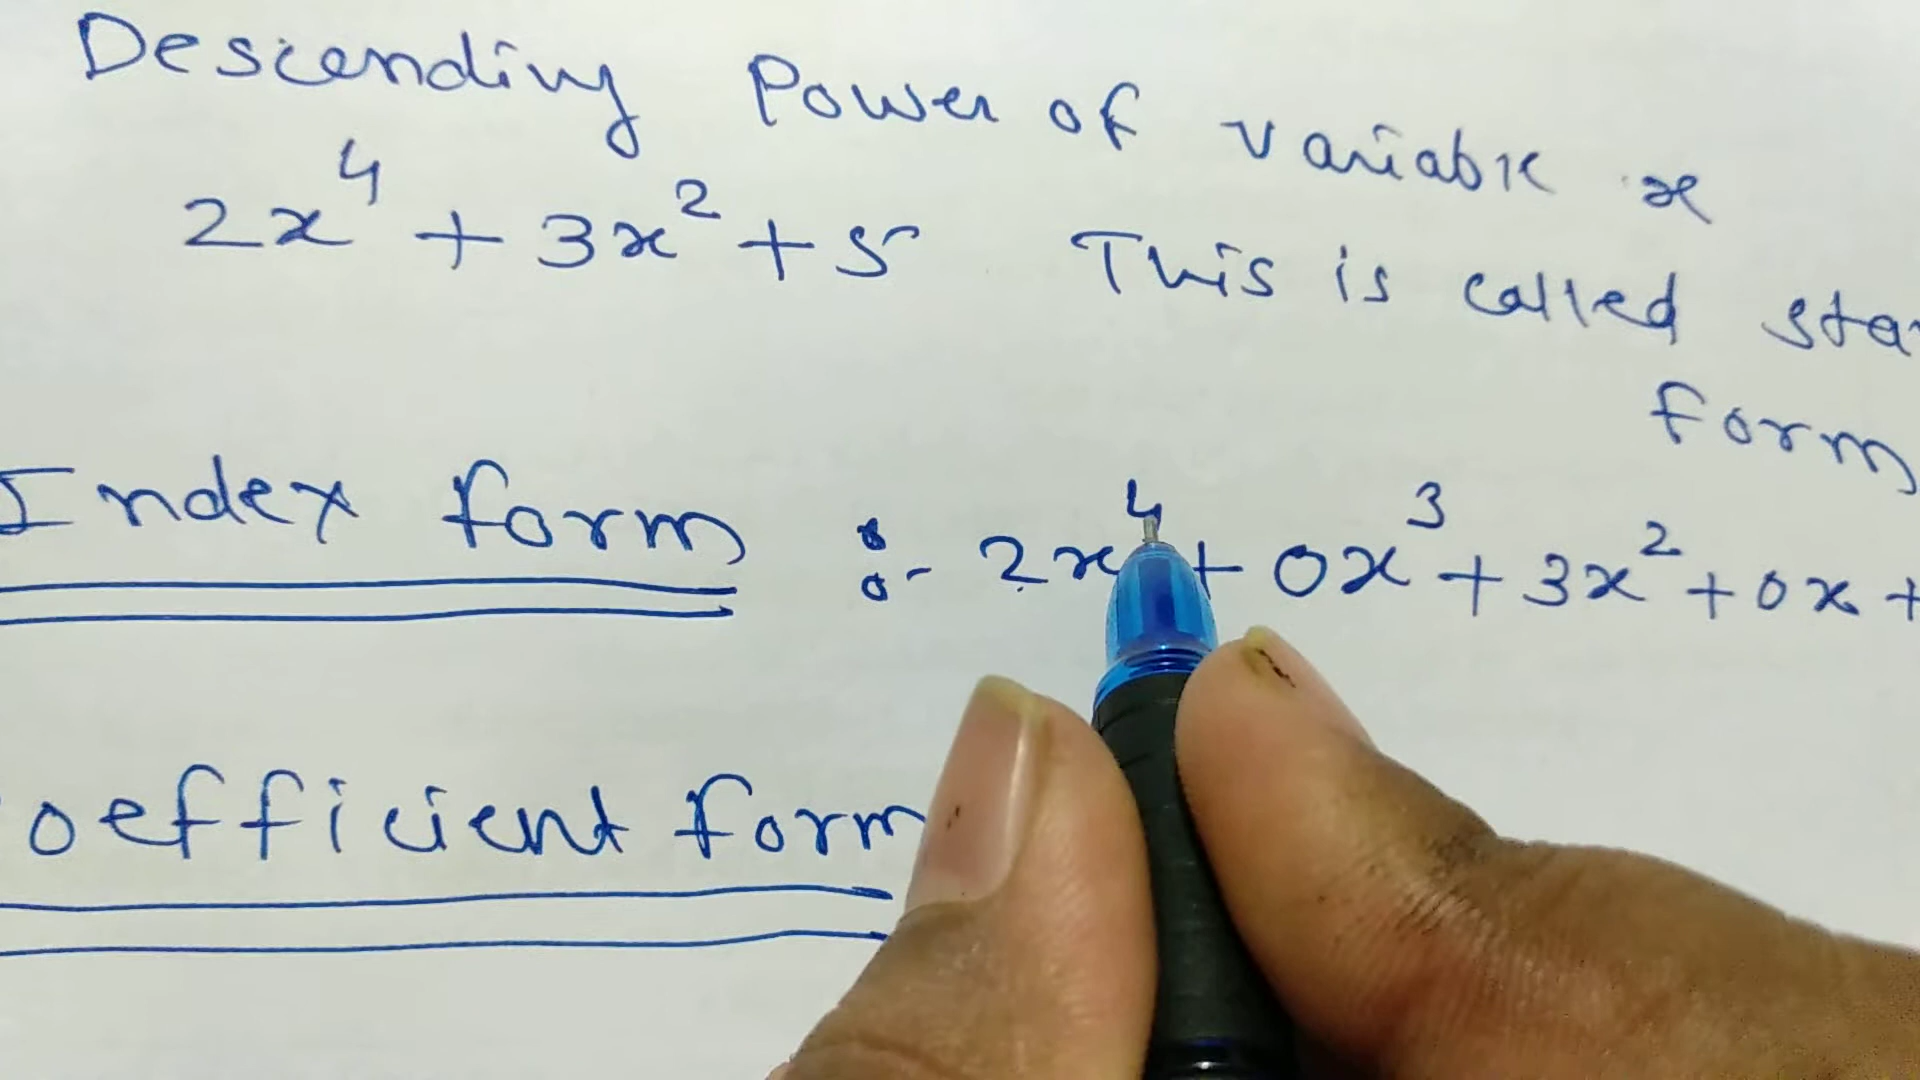 Descending Power of variable x
2x⁴ + 3x² + 5 This is called sta
form
Index form :- 2x⁴ + 0x³ + 3x² + 0x +
oefficient form